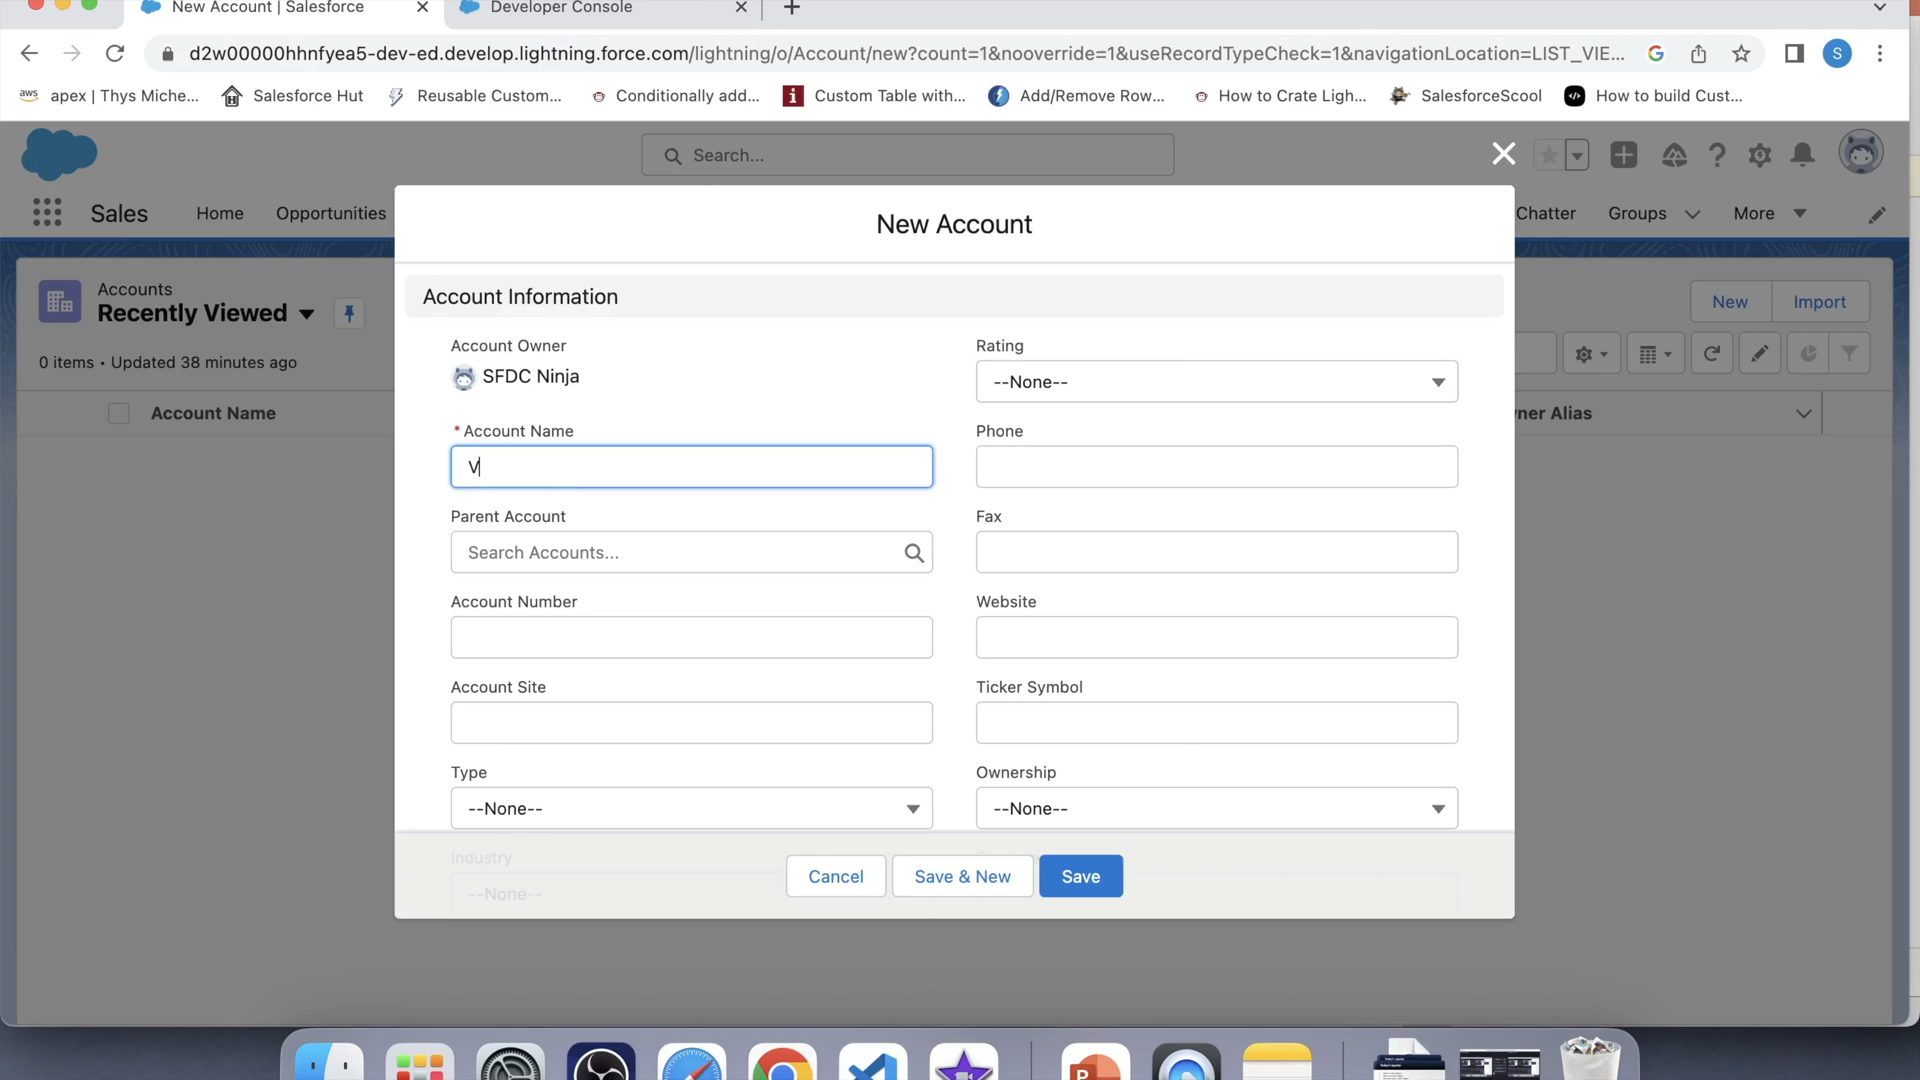 New Account | Salesforce
Developer Console
d2w00000hhnfyea5-dev-ed.develop.lightning.force.com/lightning/o/Account/new?count=1&nooverride=1&useRecordTypeCheck=1&navigationLocation=LIST_VIE...
S
aws apex | Thys Miche...
Salesforce Hut
Reusable Custom...
Conditionally add...
Custom Table with...
Add/Remove Row...
How to Crate Ligh...
SalesforceScool
How to build Cust...
Search...
Sales
Home
Opportunities
Chatter
Groups
More
New Account
Accounts
Recently Viewed
0 items • Updated 38 minutes ago
New
Import
Account Name
ner Alias
Account Information
Account Owner
SFDC Ninja
Rating
--None--
* Account Name
V
Phone
Parent Account
Search Accounts...
Fax
Account Number
Website
Account Site
Ticker Symbol
Type
--None--
Ownership
--None--
Industry
--None--
Cancel
Save & New
Save